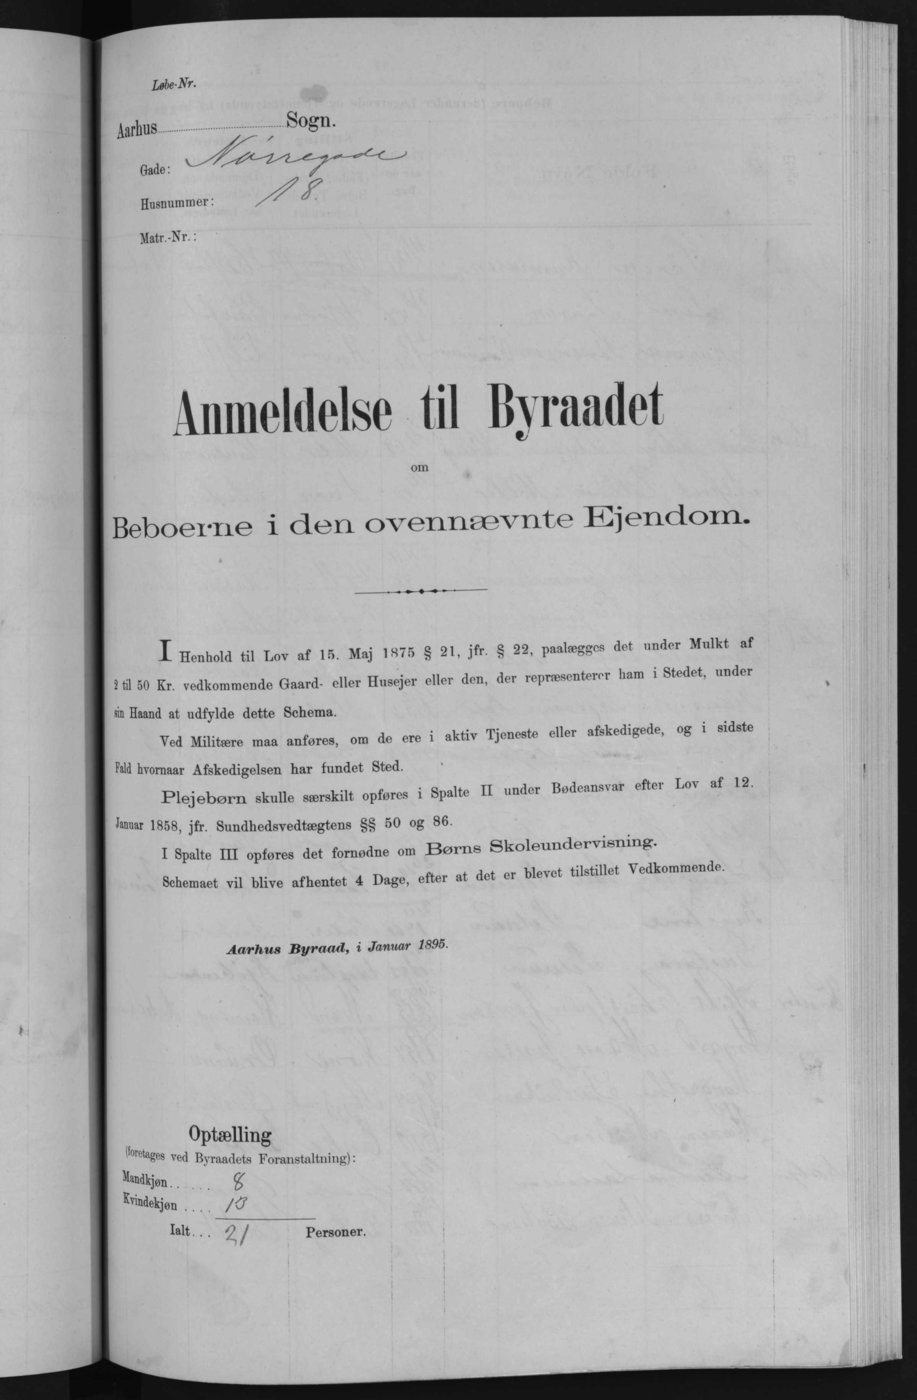 Løbe-Nr.
Aarhus Sogn.
Gade: Nørregade
Husnummer: 18.
Matr.-Nr.:
Anmeldelse til Byraadet
om
Beboerne i den ovennævnte Ejendom.
I Henhold til Lov af 15. Maj 1875 § 21, jfr. § 22, paalægges det under Mulkt af
2 til 50 Kr. vedkommende Gaard- eller Husejer eller den, der repræsenterer ham i Stedet, under
sin Haand at udfylde dette Schema.
Ved Militære maa anføres, om de ere i aktiv Tjeneste eller afskedigede, og i sidste
Fald hvornaar Afskedigelsen har fundet Sted.
Plejebørn skulle særskilt opføres i Spalte II under Bødeansvar efter Lov af 12.
Januar 1858, jfr. Sundhedsvedtægtens §§ 50 og 86.
I Spalte III opføres det fornødne om Børns Skoleundervisning.
Schemaet vil blive afhentet 4 Dage, efter at det er blevet tilstillet Vedkommende.
Aarhus Byraad, i Januar 1895.
Optælling
(foretages ved Byraadets Foranstaltning):
Mandkjøn...... 8
Kvindekjøn .... 13
Ialt... 21 Personer.